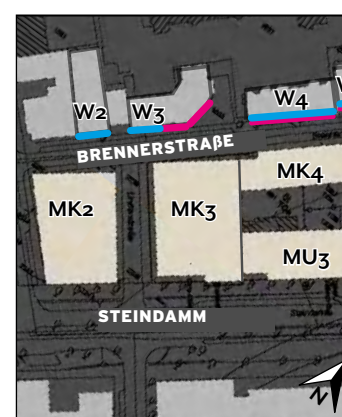 W2
W3
W4
W
BRENNERSTRAẞE
MK4
MK2
MK3
MU3
STEINDAMM
N